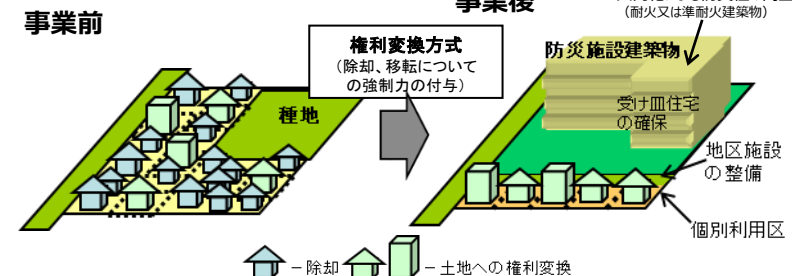 事業前
事業後
(耐火又は準耐火建築物)
権利変換方式
(除却、移転について
の強制力の付与)
防災施設建築物
種地
受け皿住宅
の確保
地区施設
の整備
個別利用区
－除却
－土地への権利変換